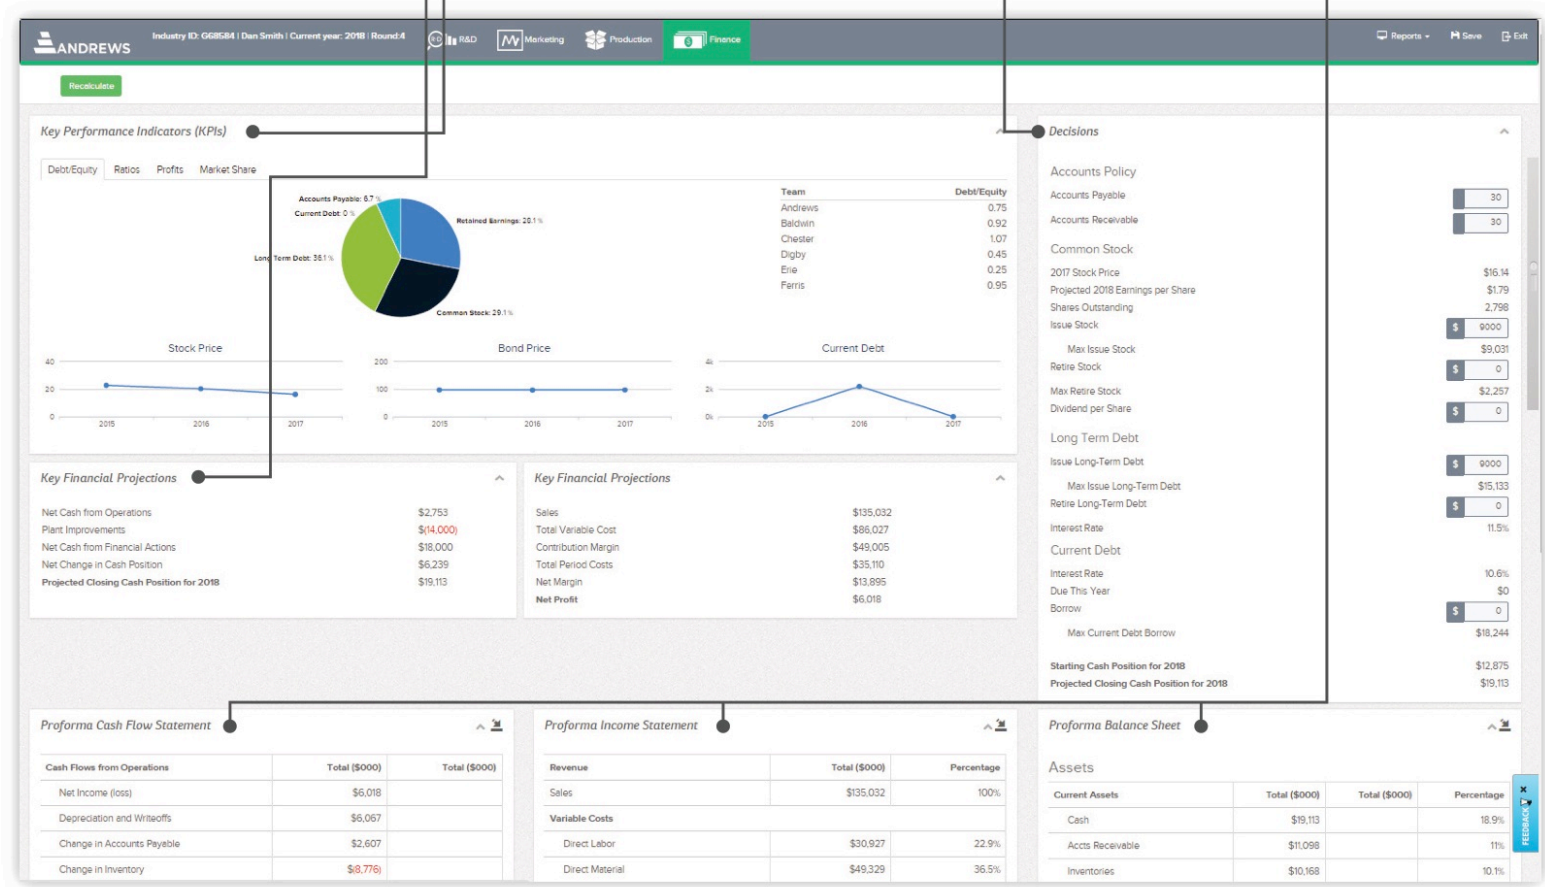 ANDREWS
Industry ID: G68584 | Dan Smith | Current year: 2018 | Round:4
R&D
Marketing
Production
Finance
Reports
Save
Exit
Recalculate
Key Performance Indicators (KPIs)
Debt/Equity Ratios Profits Market Share
Accounts Payable: 6.7 %
Current Debt: 0 %
Retained Earnings: 28.1 %
Long Term Debt: 36.1 %
Common Stock: 29.1 %
Team Debt/Equity
Andrews 0.75
Baldwin 0.92
Chester 1.07
Digby 0.45
Erie 0.25
Ferris 0.95
Stock Price
40
20
0
2015 2016 2017
Bond Price
200
100
0
2015 2016 2017
Current Debt
4k
2k
0k
2015 2016 2017
Key Financial Projections
Net Cash from Operations $2,753
Plant Improvements $(14,000)
Net Cash from Financial Actions $18,000
Net Change in Cash Position $6,239
Projected Closing Cash Position for 2018 $19,113
Key Financial Projections
Sales $135,032
Total Variable Cost $86,027
Contribution Margin $49,005
Total Period Costs $35,110
Net Margin $13,895
Net Profit $6,018
Decisions
Accounts Policy
Accounts Payable 30
Accounts Receivable 30
Common Stock
2017 Stock Price $16.14
Projected 2018 Earnings per Share $1.79
Shares Outstanding 2,798
Issue Stock $ 9000
Max Issue Stock $9,031
Retire Stock $ 0
Max Retire Stock $2,257
Dividend per Share $ 0
Long Term Debt
Issue Long-Term Debt $ 9000
Max Issue Long-Term Debt $15,133
Retire Long-Term Debt $ 0
Interest Rate 11.5%
Current Debt
Interest Rate 10.6%
Due This Year $0
Borrow $ 0
Max Current Debt Borrow $18,244
Starting Cash Position for 2018 $12,875
Projected Closing Cash Position for 2018 $19,113
Proforma Cash Flow Statement
Cash Flows from Operations Total ($000) Total ($000)
Net Income (loss) $6,018
Depreciation and Writeoffs $6,067
Change in Accounts Payable $2,607
Change in Inventory $(8,776)
Proforma Income Statement
Revenue Total ($000) Percentage
Sales $135,032 100%
Variable Costs
Direct Labor $30,927 22.9%
Direct Material $49,329 36.5%
Proforma Balance Sheet
Assets
Current Assets Total ($000) Total ($000) Percentage
Cash $19,113 18.9%
Accts Receivable $11,098 11%
Inventories $10,168 10.1%
FEEDBACK